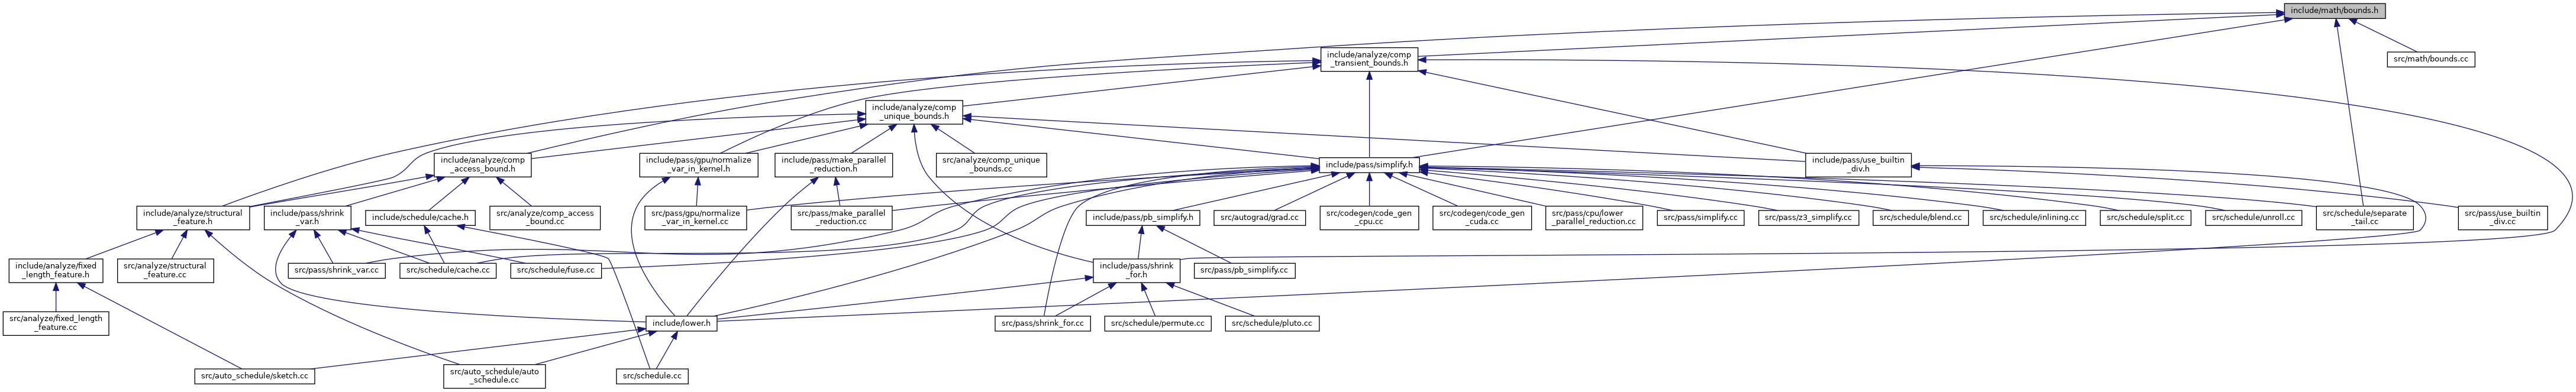 include/math/bounds.h
include/analyze/comp
_transient_bounds.h
src/math/bounds.cc
include/analyze/comp
_unique_bounds.h
include/analyze/comp
_access_bound.h
include/pass/gpu/normalize
_var_in_kernel.h
include/pass/make_parallel
_reduction.h
src/analyze/comp_unique
_bounds.cc
include/pass/simplify.h
include/pass/use_builtin
_div.h
include/analyze/structural
_feature.h
include/pass/shrink
_var.h
include/schedule/cache.h
src/analyze/comp_access
_bound.cc
src/pass/gpu/normalize
_var_in_kernel.cc
src/pass/make_parallel
_reduction.cc
include/pass/pb_simplify.h
src/autograd/grad.cc
src/codegen/code_gen
_cpu.cc
src/codegen/code_gen
_cuda.cc
src/pass/cpu/lower
_parallel_reduction.cc
src/pass/simplify.cc
src/pass/z3_simplify.cc
src/schedule/blend.cc
src/schedule/inlining.cc
src/schedule/split.cc
src/schedule/unroll.cc
src/schedule/separate
_tail.cc
src/pass/use_builtin
_div.cc
include/analyze/fixed
_length_feature.h
src/analyze/structural
_feature.cc
src/pass/shrink_var.cc
src/schedule/cache.cc
src/schedule/fuse.cc
include/pass/shrink
_for.h
src/pass/pb_simplify.cc
src/analyze/fixed_length
_feature.cc
include/lower.h
src/pass/shrink_for.cc
src/schedule/permute.cc
src/schedule/pluto.cc
src/auto_schedule/sketch.cc
src/auto_schedule/auto
_schedule.cc
src/schedule.cc